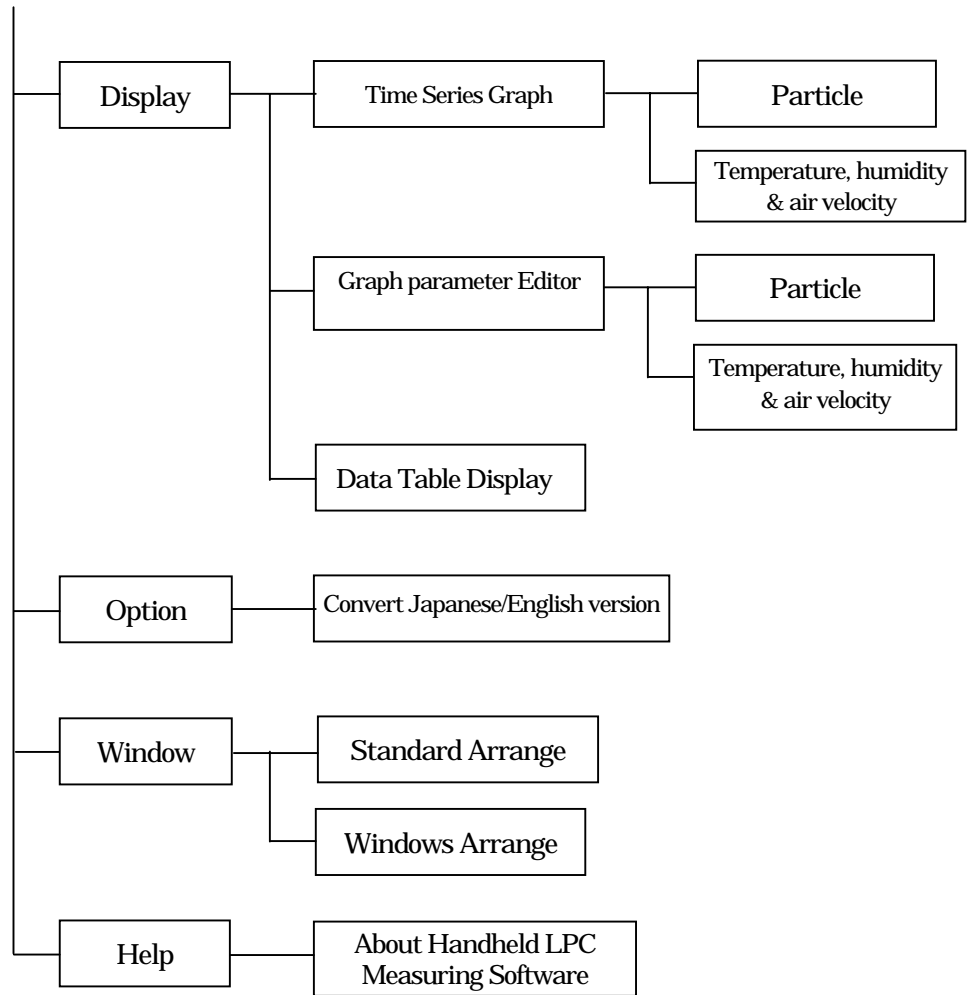 Display
Time Series Graph
Particle
Temperature, humidity
& air velocity
Graph parameter Editor
Particle
Temperature, humidity
& air velocity
Data Table Display
Option
Convert Japanese/English version
Window
Standard Arrange
Windows Arrange
Help
About Handheld LPC
Measuring Software